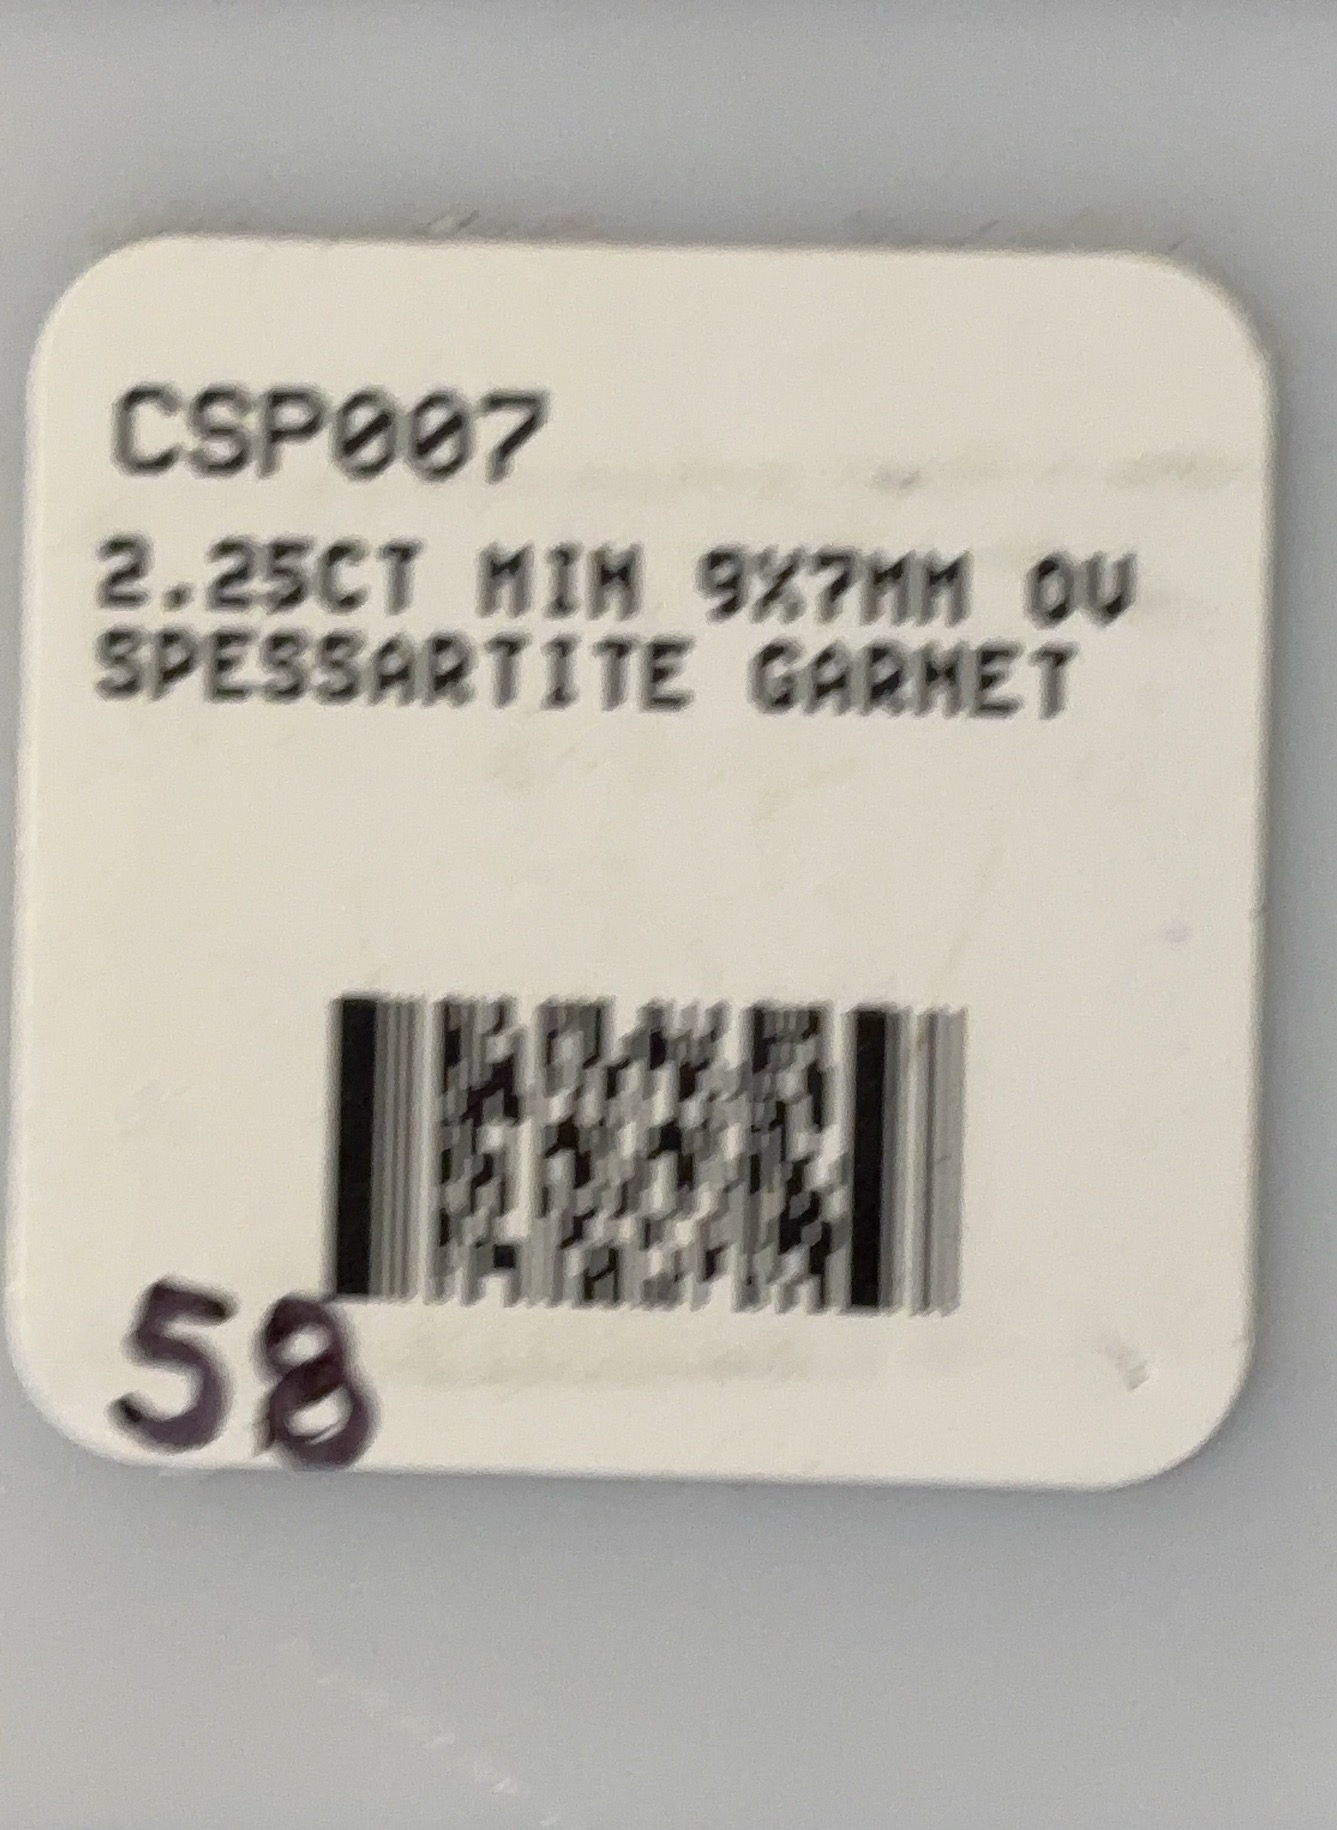 CSP007
2.25CT MIN 9X7MM OV
SPESSARTITE GARNET
58